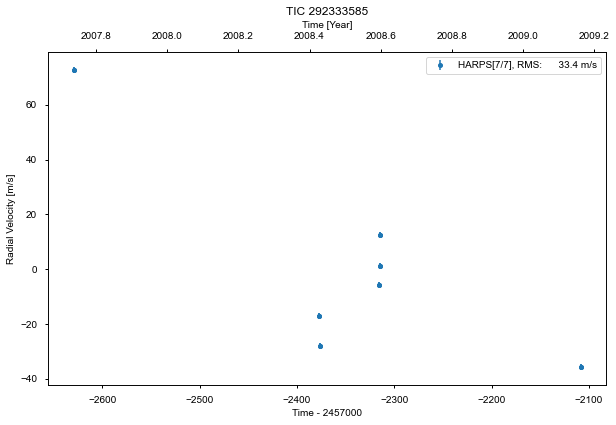 TIC 292333585
Time [Year]
2007.8 2008.0 2008.2 2008.4 2008.6 2008.8 2009.0 2009.2
HARPS[7/7], RMS: 33.4 m/s
Radial Velocity [m/s]
60
40
20
0
−20
−40
−2600 −2500 −2400 −2300 −2200 −2100
Time - 2457000